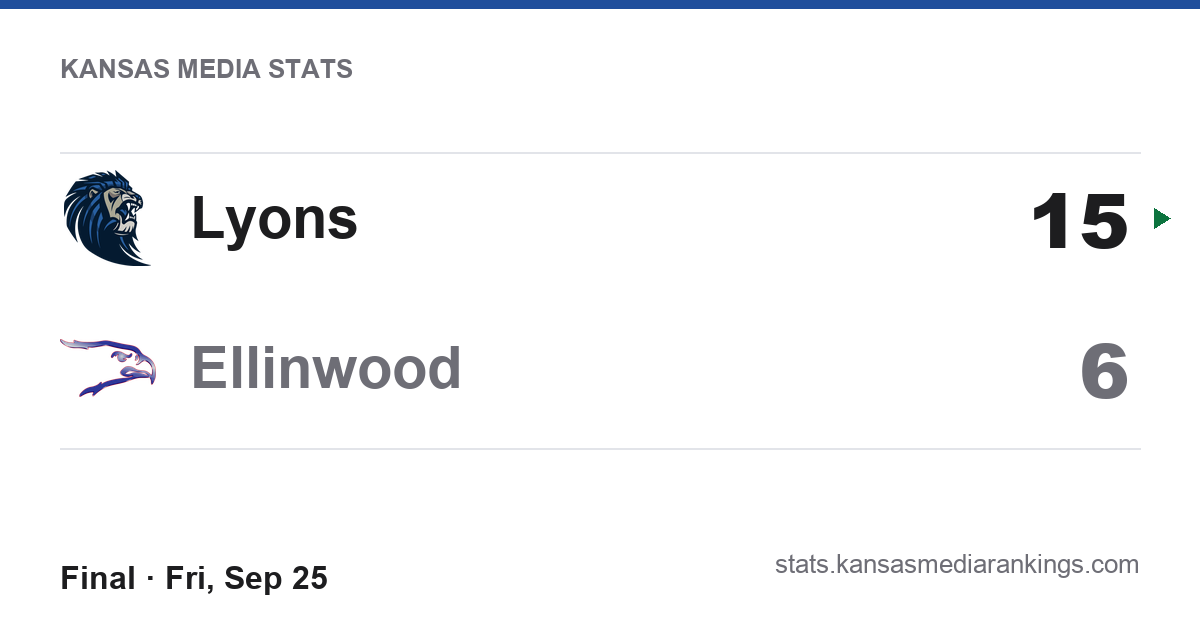 KANSAS MEDIA STATS
Lyons 15
Ellinwood 6
Final · Fri, Sep 25
stats.kansasmediarankings.com